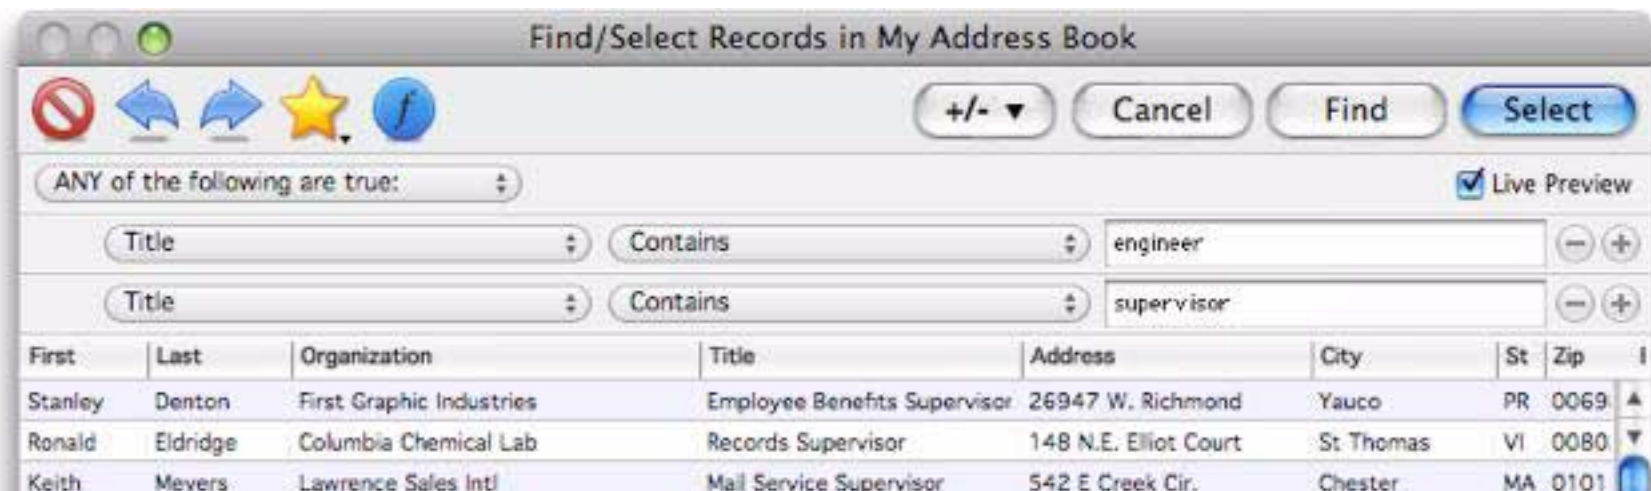 Find/Select Records in My Address Book
f +/- ▼ Cancel Find Select
ANY of the following are true: Live Preview
Title Contains engineer
Title Contains supervisor
First Last Organization Title Address City St Zip
Stanley Denton First Graphic Industries Employee Benefits Supervisor 26947 W. Richmond Yauco PR 0069
Ronald Eldridge Columbia Chemical Lab Records Supervisor 148 N.E. Elliot Court St Thomas VI 0080
Keith Meyers Lawrence Sales Intl Mail Service Supervisor 542 E Creek Cir. Chester MA 0101